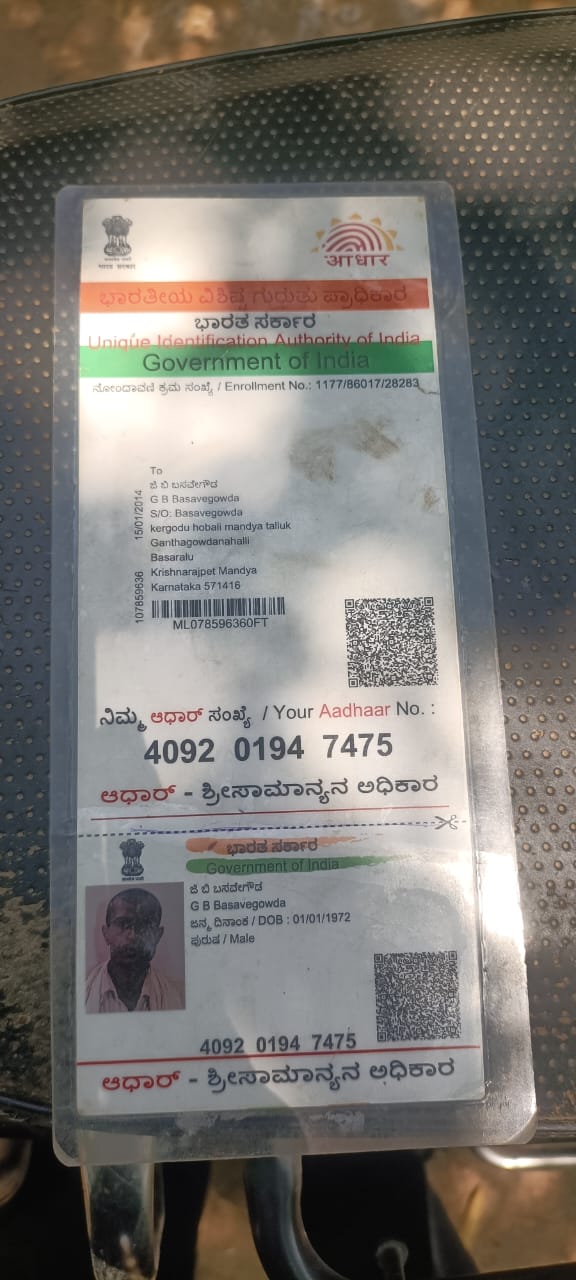 आधार
ಭಾರತೀಯ ವಿಶಿಷ್ಟ ಗುರುತು ಪ್ರಾಧಿಕಾರ
ಭಾರತ ಸರ್ಕಾರ
Unique Identification Authority of India
Government of India
ನೋಂದಾವಣಿ ಕ್ರಮ ಸಂಖ್ಯೆ / Enrollment No.: 1177/86017/28283
To
ಜಿ ಬಿ ಬಸವೇಗೌಡ
G B Basavegowda
S/O: Basavegowda
kergodu hobali mandya talluk
Ganthagowdanahalli
Basaralu
Krishnarajpet Mandya
Karnataka 571416
107859636 15/01/2014
ML078596360FT
ನಿಮ್ಮ ಆಧಾರ್ ಸಂಖ್ಯೆ / Your Aadhaar No. :
4092 0194 7475
ಆಧಾರ್ - ಶ್ರೀಸಾಮಾನ್ಯನ ಅಧಿಕಾರ
ಭಾರತ ಸರ್ಕಾರ
Government of India
ಜಿ ಬಿ ಬಸವೇಗೌಡ
G B Basavegowda
ಜನ್ಮ ದಿನಾಂಕ / DOB : 01/01/1972
ಪುರುಷ / Male
4092 0194 7475
ಆಧಾರ್ - ಶ್ರೀಸಾಮಾನ್ಯನ ಅಧಿಕಾರ